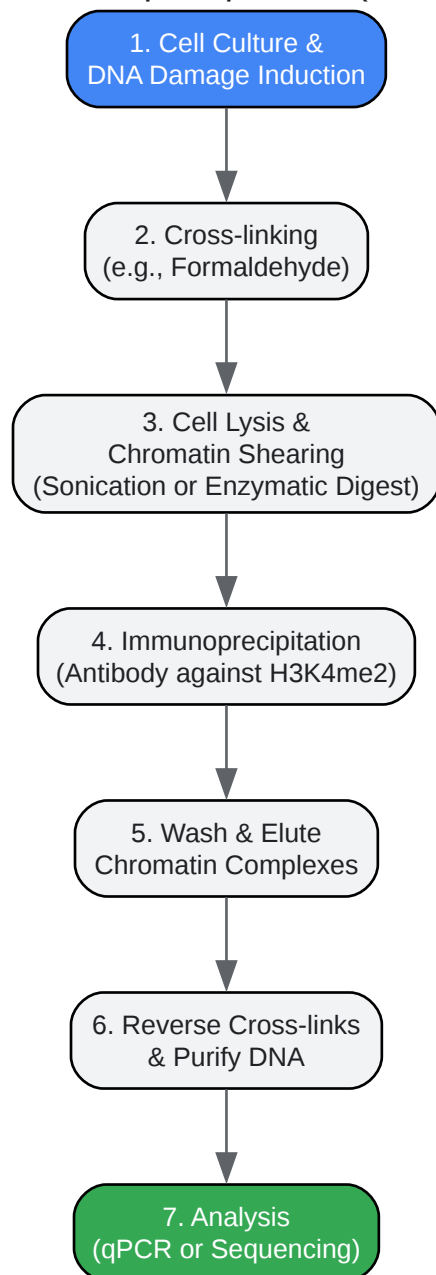 1. Cell Culture &
DNA Damage Induction
2. Cross-linking
(e.g., Formaldehyde)
3. Cell Lysis &
Chromatin Shearing
(Sonication or Enzymatic Digest)
4. Immunoprecipitation
(Antibody against H3K4me2)
5. Wash & Elute
Chromatin Complexes
6. Reverse Cross-links
& Purify DNA
7. Analysis
(qPCR or Sequencing)